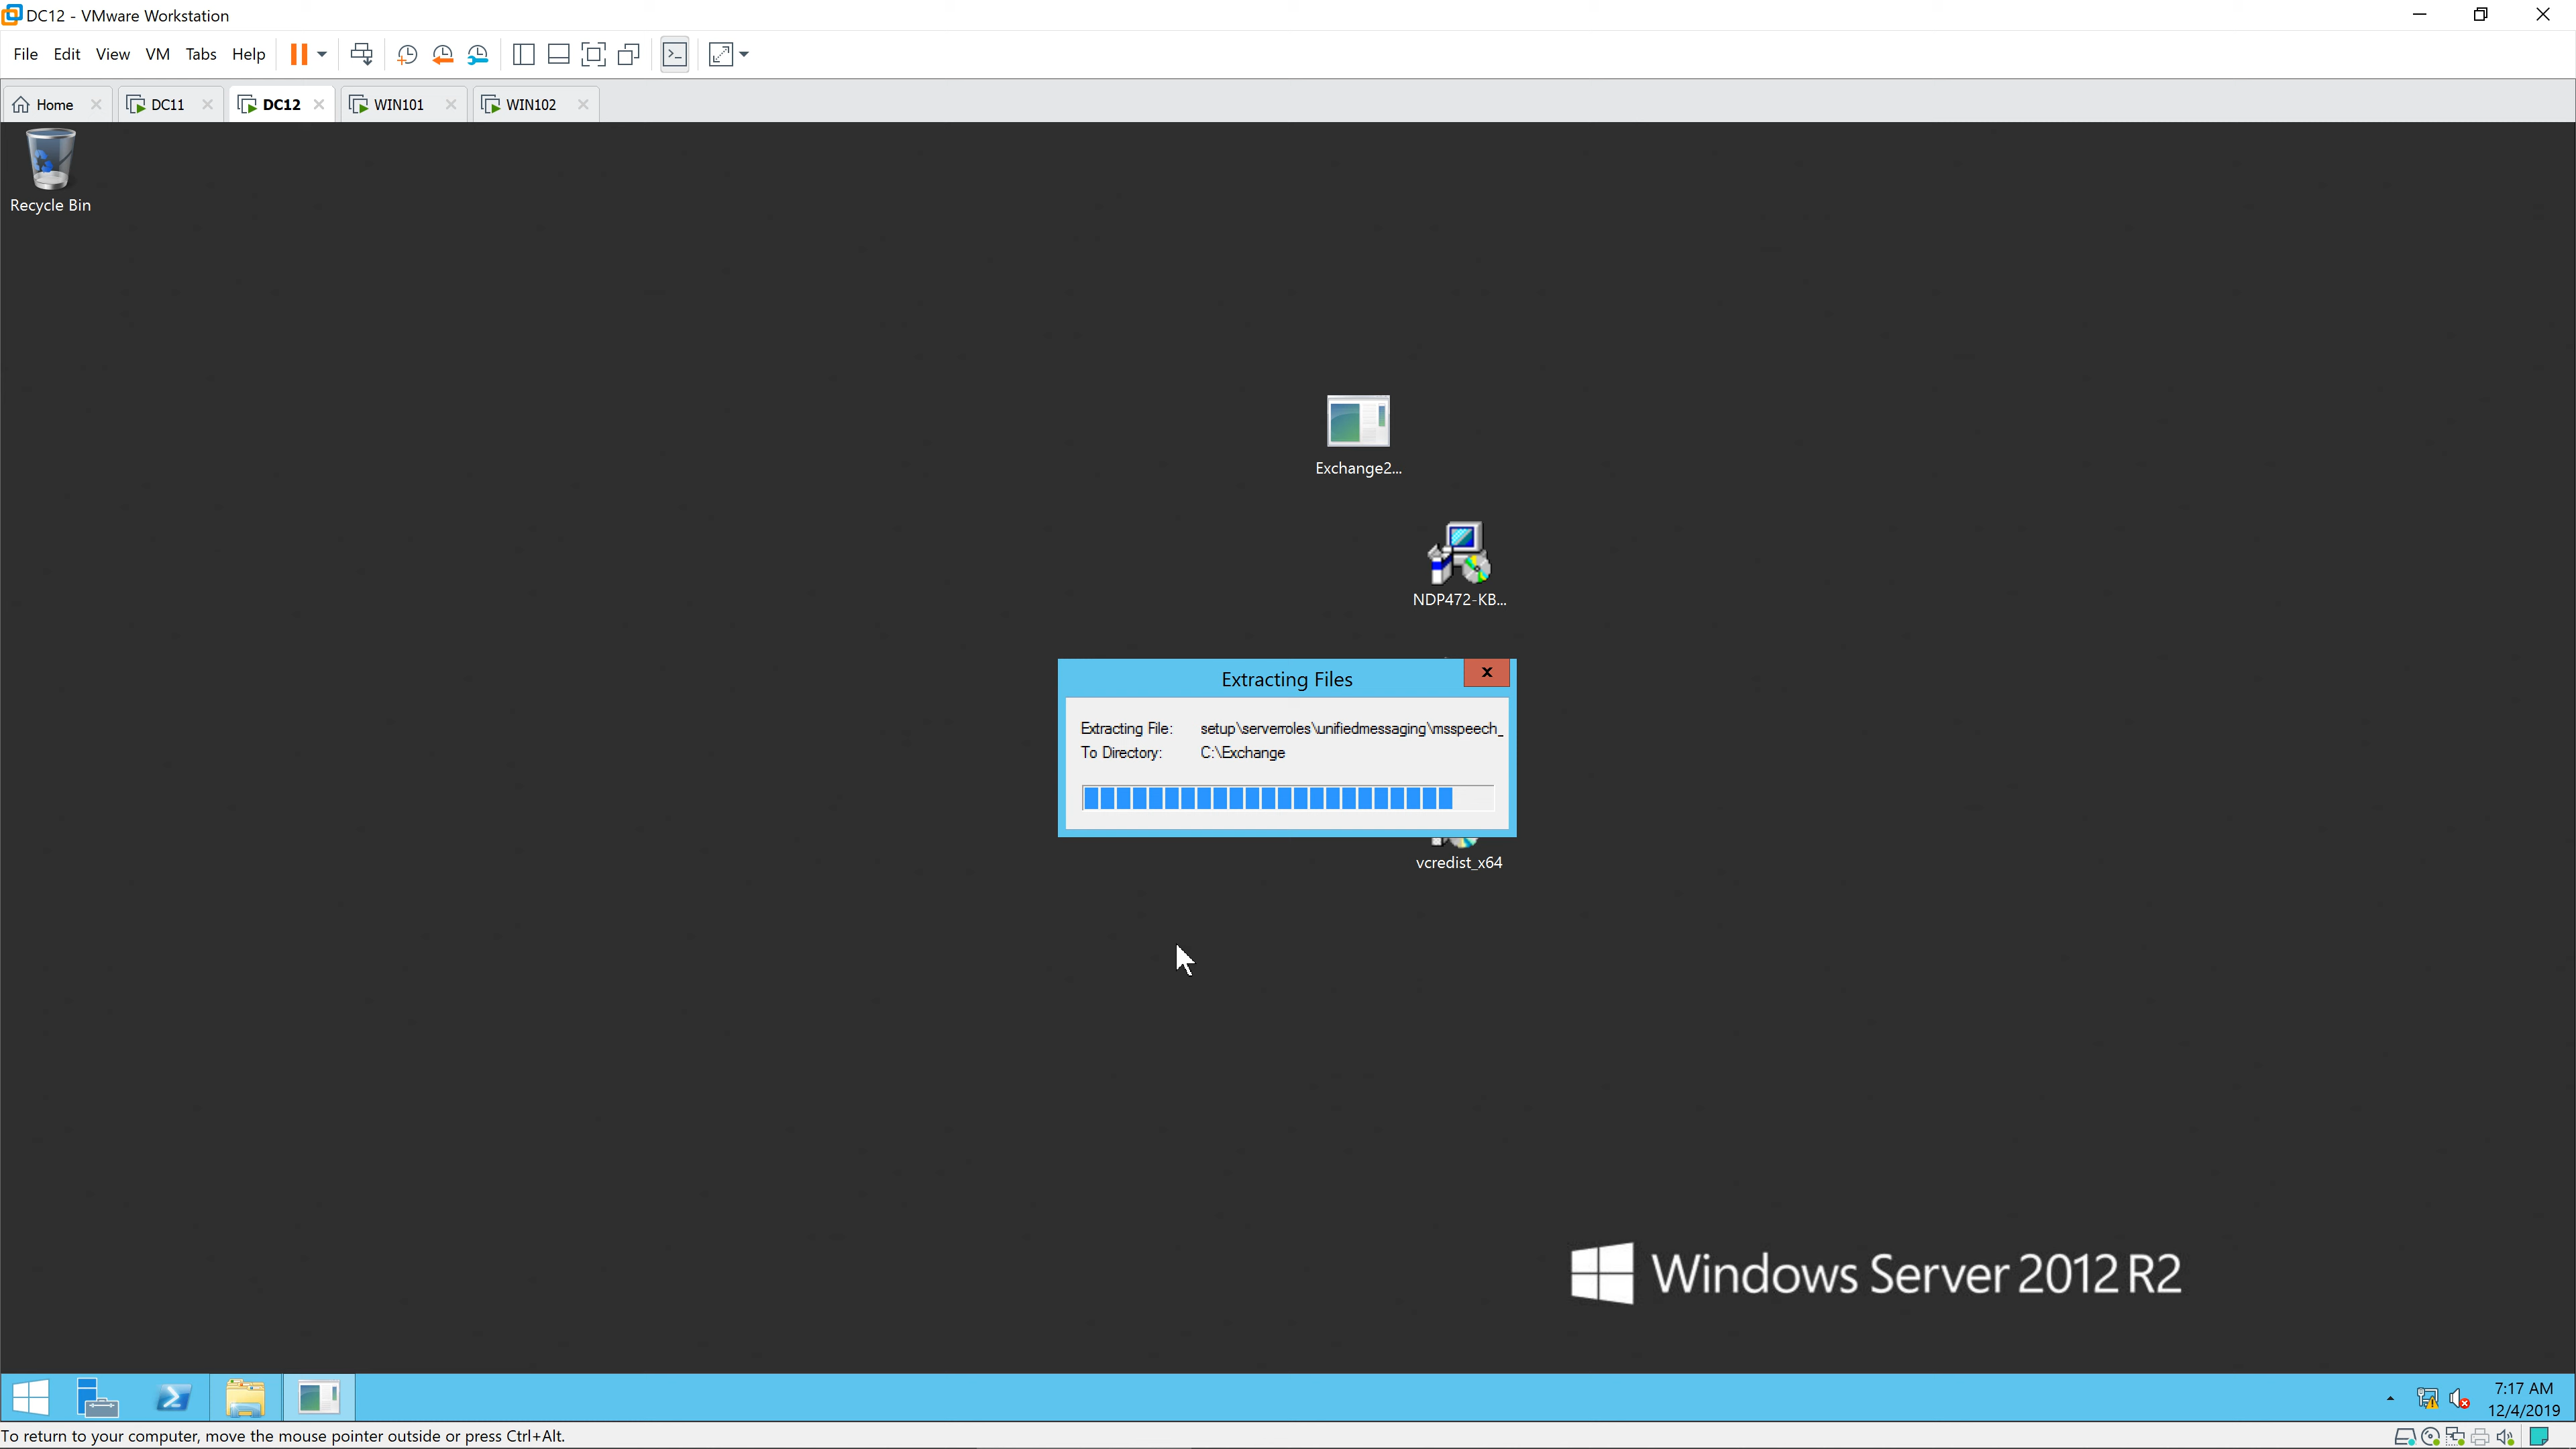 DC12 - VMware Workstation
File Edit View VM Tabs Help
Home DC11 DC12 WIN101 WIN102
Recycle Bin
Exchange2...
NDP472-KB...
Extracting Files
x
Extracting File: setup\serverroles\unifiedmessaging\msspeech_
To Directory: C:\Exchange
vcredist_x64
Windows Server 2012 R2
7:17 AM
12/4/2019
To return to your computer, move the mouse pointer outside or press Ctrl+Alt.